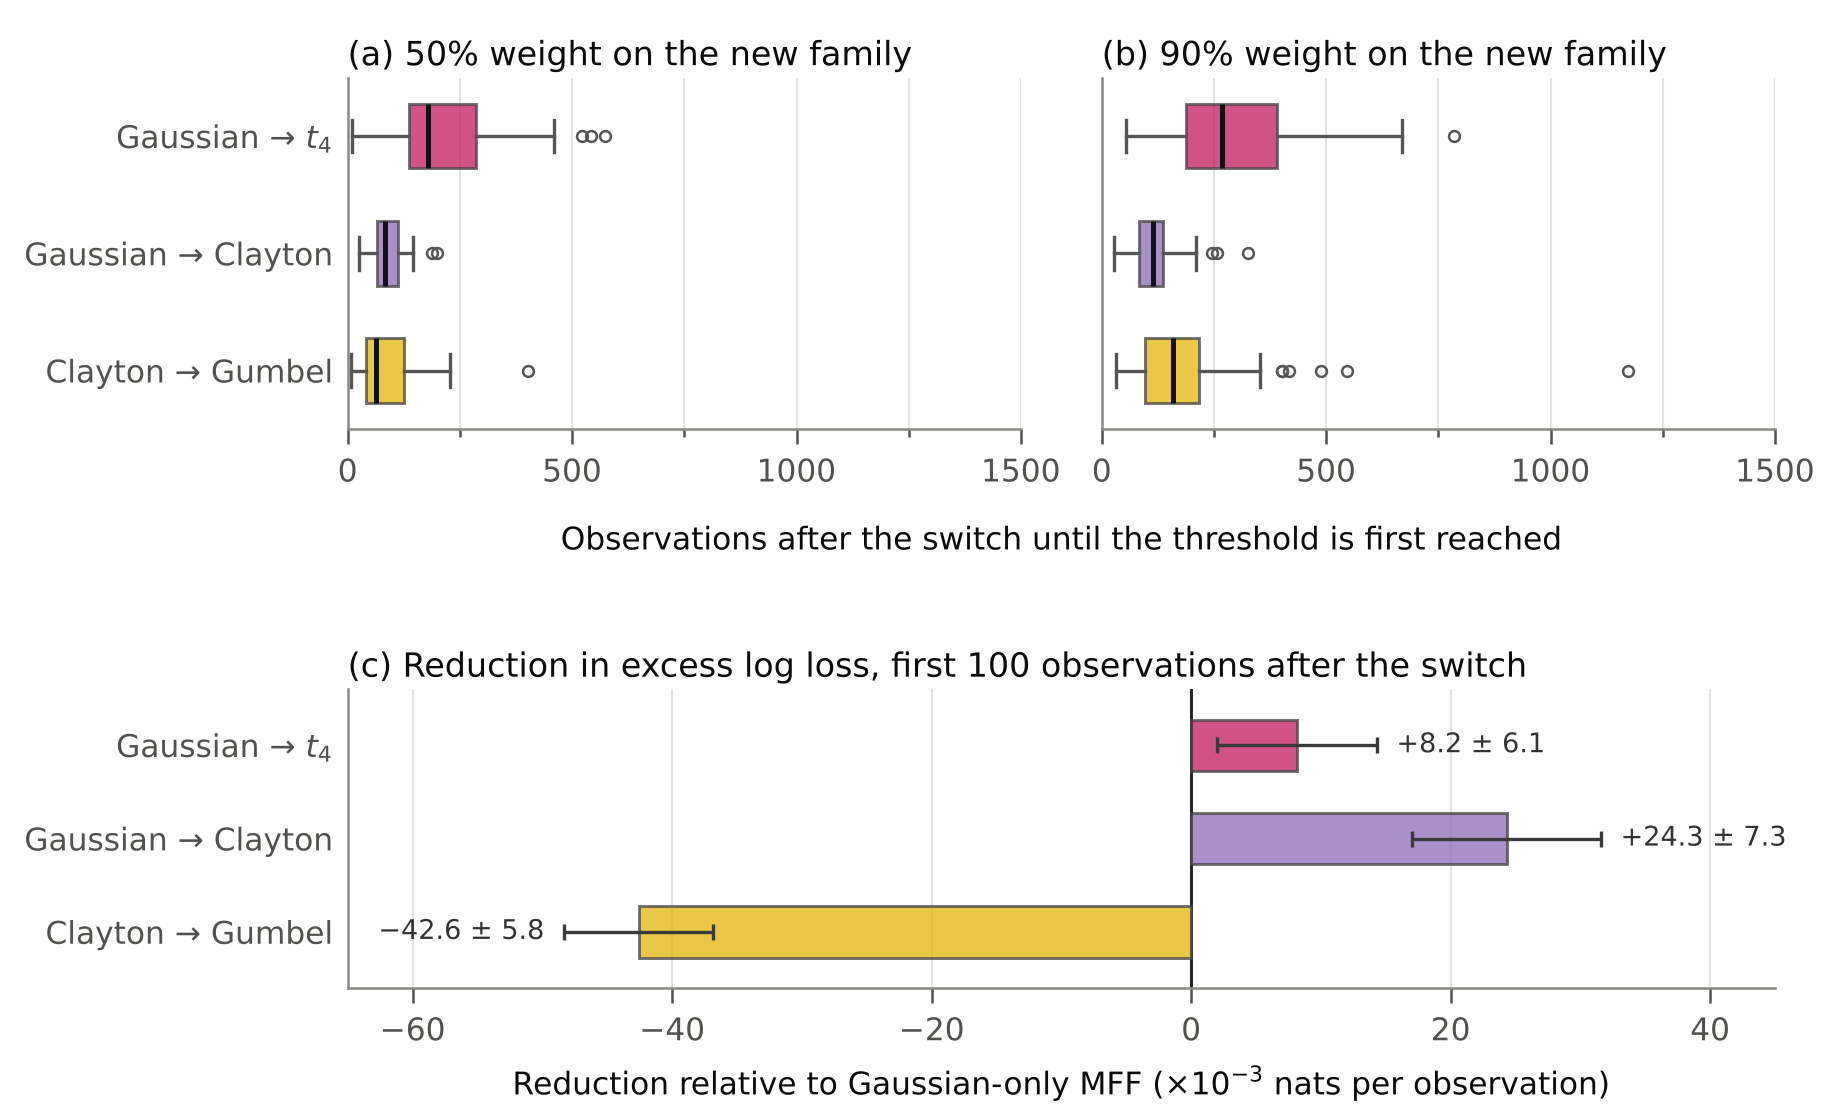 (a) 50% weight on the new family
(b) 90% weight on the new family
Gaussian → t₄
Gaussian → Clayton
Clayton → Gumbel
0 500 1000 1500
0 500 1000 1500
Observations after the switch until the threshold is first reached
(c) Reduction in excess log loss, first 100 observations after the switch
Gaussian → t₄
+8.2 ± 6.1
Gaussian → Clayton
+24.3 ± 7.3
Clayton → Gumbel
−42.6 ± 5.8
−60 −40 −20 0 20 40
Reduction relative to Gaussian-only MFF (×10⁻³ nats per observation)